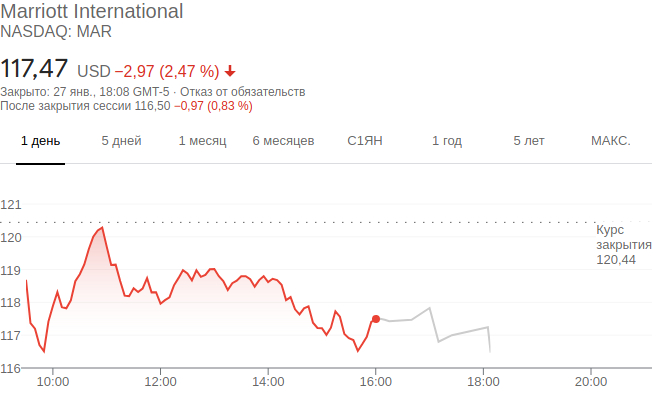 Marriott International
NASDAQ: MAR
117,47 USD −2,97 (2,47 %)
Закрыто: 27 янв., 18:08 GMT-5 · Отказ от обязательств
После закрытия сессии 116,50 −0,97 (0,83 %)
1 день 5 дней 1 месяц 6 месяцев С1ЯН 1 год 5 лет МАКС.
121
120
119
118
117
116
Курс
закрытия
120,44
10:00 12:00 14:00 16:00 18:00 20:00